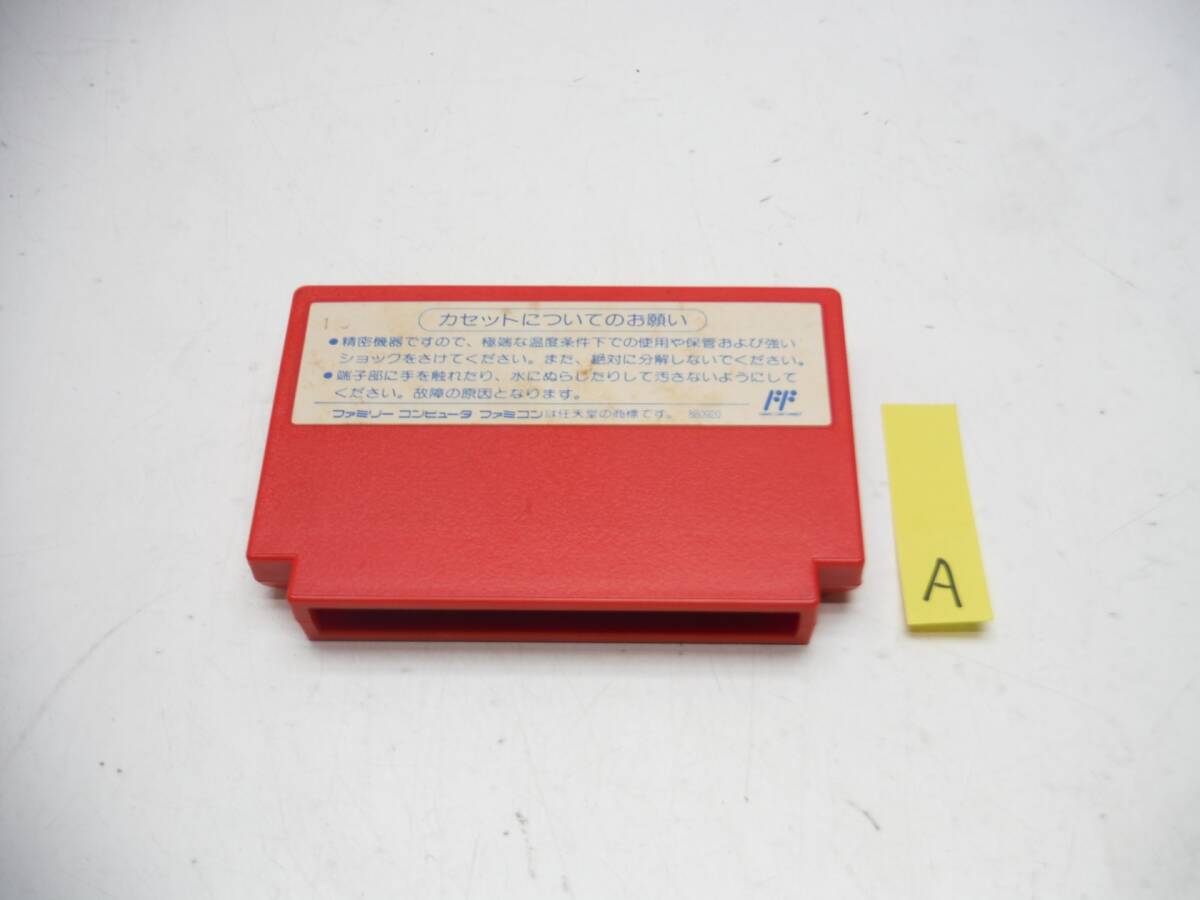 カセットについてのお願い
●精密機器ですので、極端な温度条件下での使用や保管および強い
ショックをさけてください。また、絶対に分解しないでください。
●端子部に手を触れたり、水にぬらしたりして汚さないようにして
ください。故障の原因となります。
ファミリー コンピュータ ファミコンは任天堂の商標です。
A